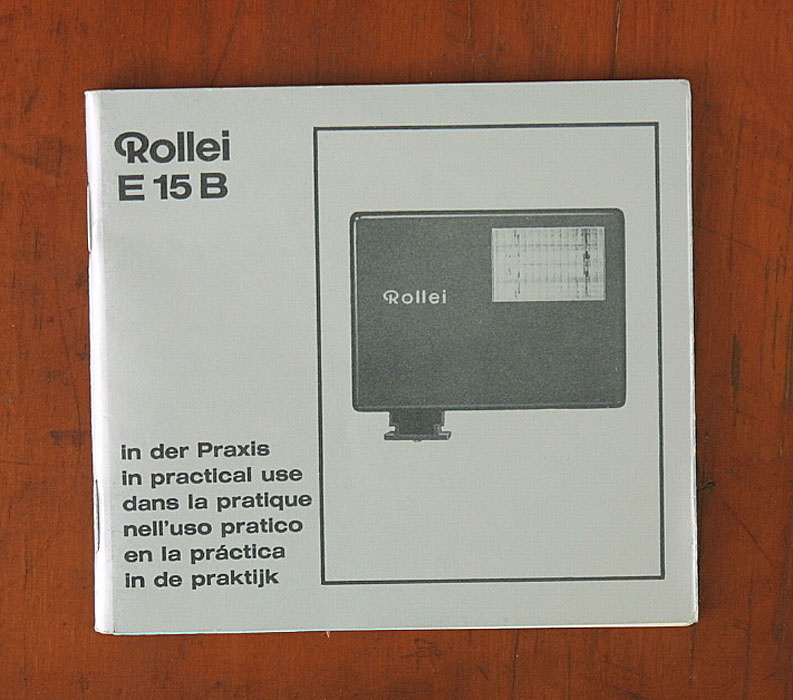 Rollei
E 15 B
Rollei
in der Praxis
in practical use
dans la pratique
nell'uso pratico
en la práctica
in de praktijk